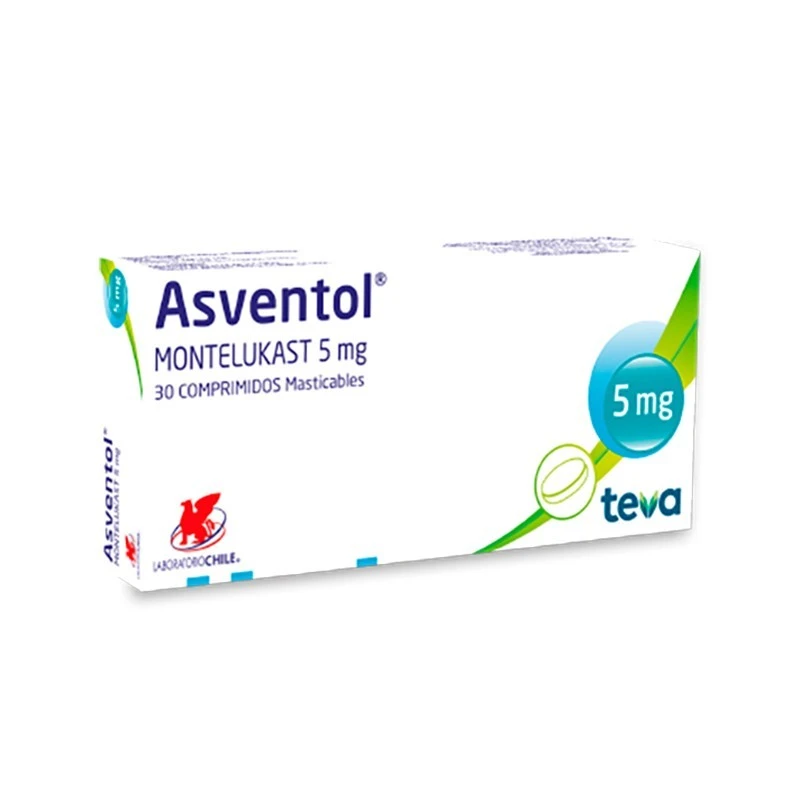 Asventol®
MONTELUKAST 5 mg
30 COMPRIMIDOS Masticables
5 mg
teva
LABORATORIOCHILE®
5 mg
Asventol®
MONTELUKAST 5 mg